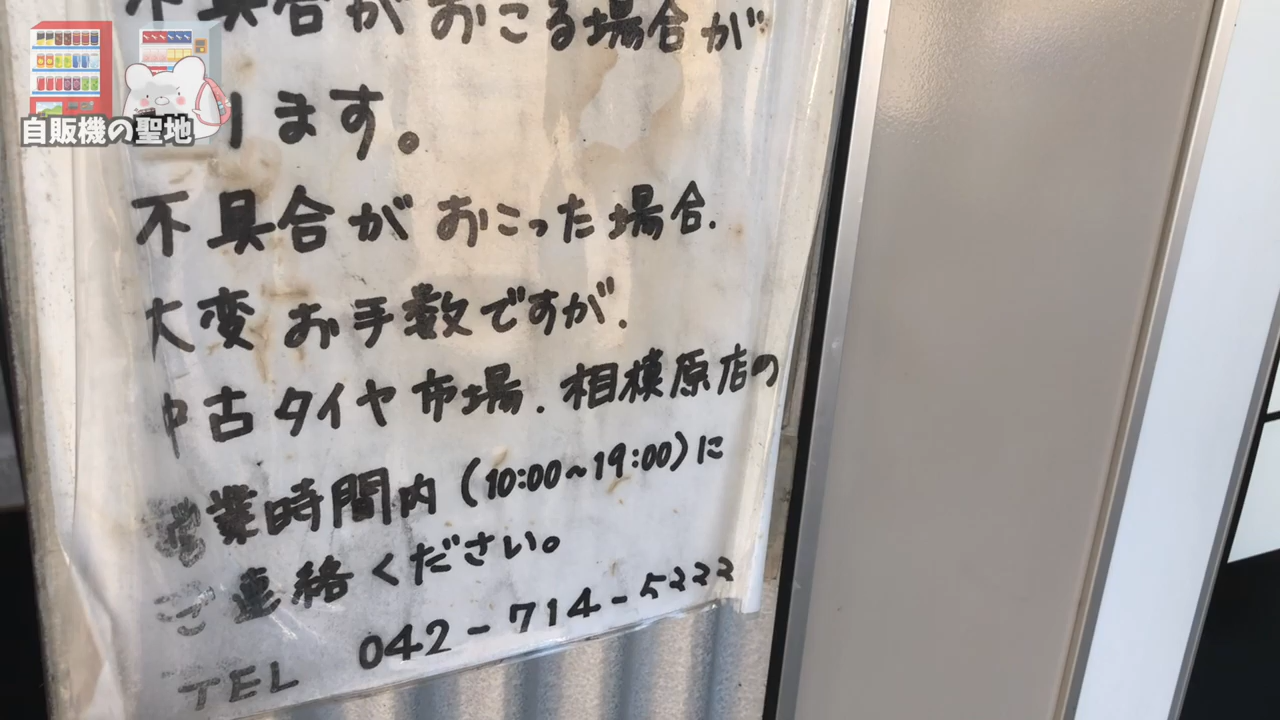 自販機の聖地
不具合がおこる場合が
ります。
不具合がおこった場合.
大変お手数ですが.
中古タイヤ市場.相模原店の
営業時間内(10:00~19:00)に
ご連絡ください。
TEL 042-714-5222